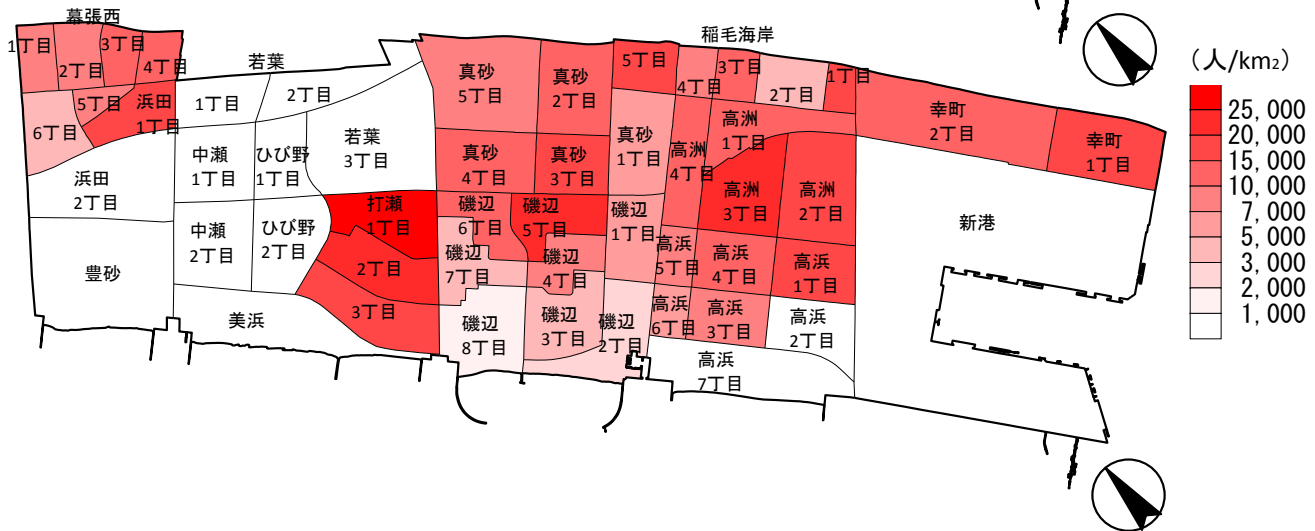 幕張西
1丁目
2丁目
3丁目
4丁目
5丁目
6丁目
浜田
1丁目
浜田
2丁目
豊砂
若葉
1丁目
2丁目
若葉
3丁目
中瀬
1丁目
ひび野
1丁目
中瀬
2丁目
ひび野
2丁目
打瀬
1丁目
2丁目
3丁目
美浜
真砂
5丁目
真砂
2丁目
真砂
1丁目
真砂
4丁目
真砂
3丁目
磯辺
6丁目
磯辺
5丁目
磯辺
1丁目
磯辺
7丁目
磯辺
4丁目
磯辺
8丁目
磯辺
3丁目
磯辺
2丁目
稲毛海岸
5丁目
4丁目
3丁目
2丁目
1丁目
高洲
1丁目
高洲
4丁目
高洲
3丁目
高洲
2丁目
高浜
5丁目
高浜
4丁目
高浜
1丁目
高浜
6丁目
高浜
3丁目
高浜
2丁目
高浜
7丁目
幸町
2丁目
幸町
1丁目
新港
(人/km2)
25,000
20,000
15,000
10,000
7,000
5,000
3,000
2,000
1,000